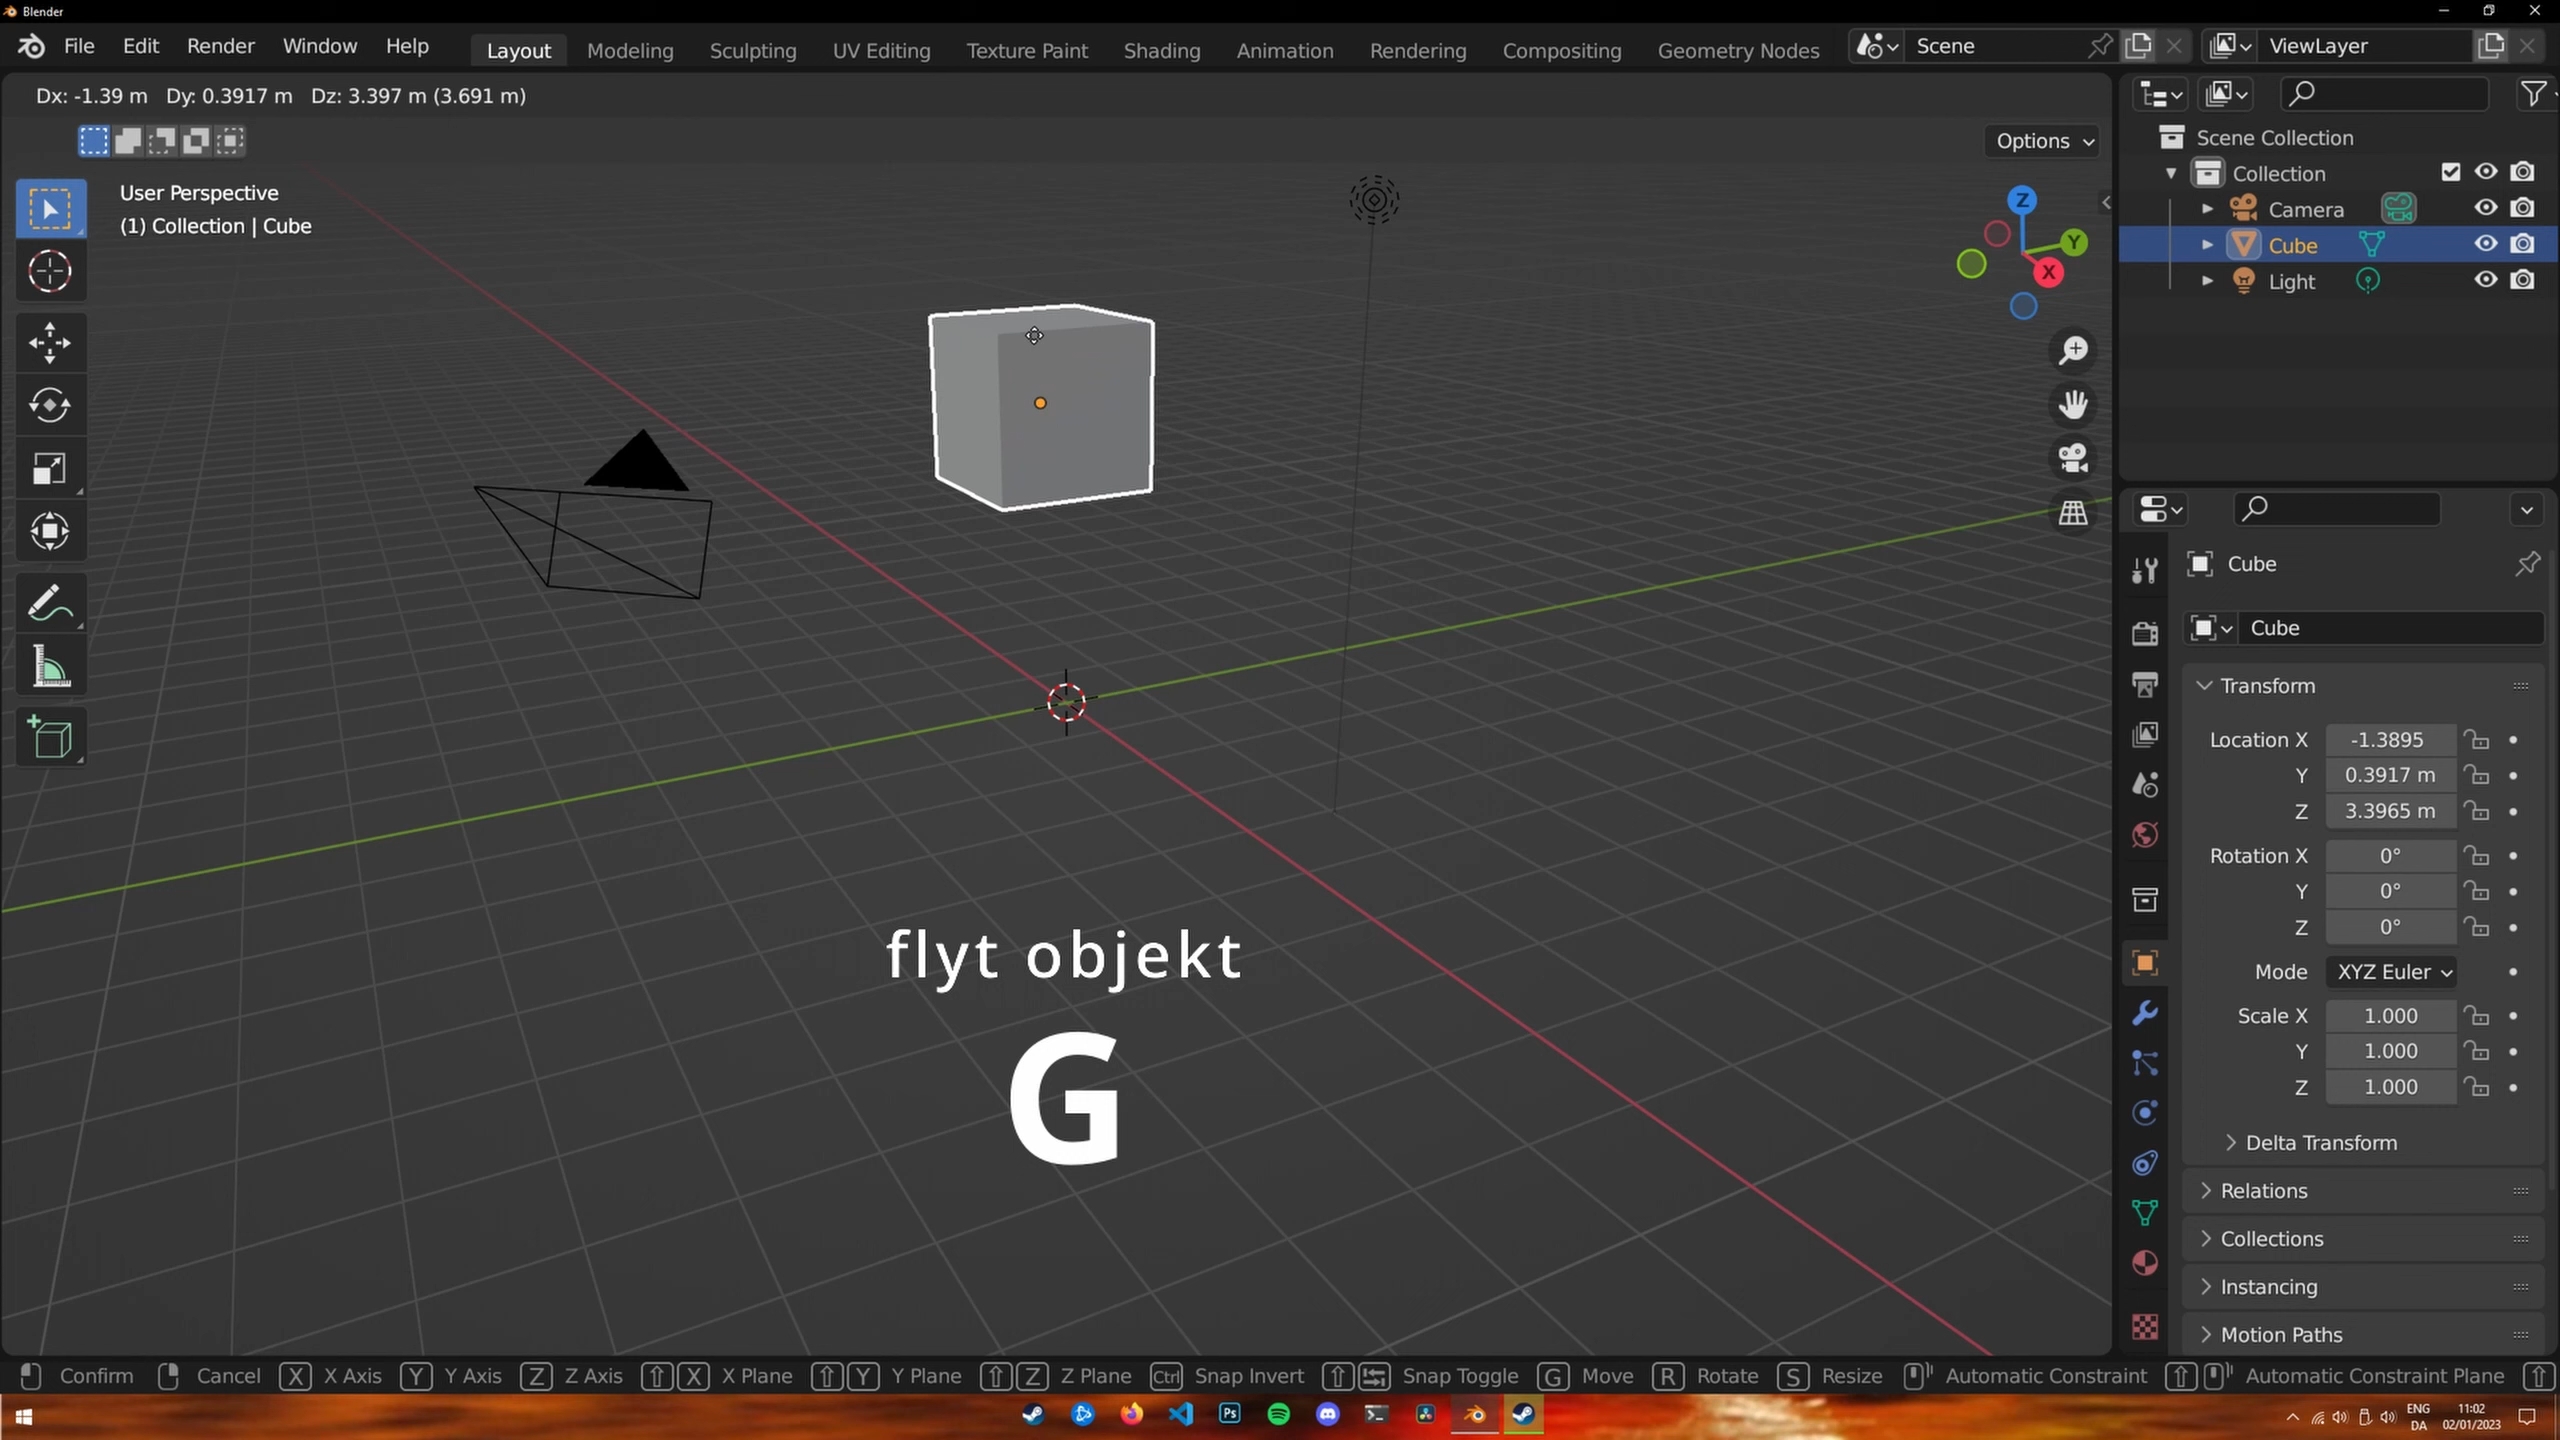 Blender
File Edit Render Window Help Layout Modeling Sculpting UV Editing Texture Paint Shading Animation Rendering Compositing Geometry Nodes Scene ViewLayer
Dx: -1.39 m Dy: 0.3917 m Dz: 3.397 m (3.691 m)
Options
User Perspective
(1) Collection | Cube
Z
Y
X
Scene Collection
Collection
Camera
Cube
Light
Cube
Cube
Transform
Location X -1.3895
Y 0.3917 m
Z 3.3965 m
Rotation X 0°
Y 0°
Z 0°
Mode XYZ Euler
Scale X 1.000
Y 1.000
Z 1.000
Delta Transform
Relations
Collections
Instancing
Motion Paths
flyt objekt
G
Confirm Cancel X X Axis Y Y Axis Z Z Axis X X Plane Y Y Plane Z Z Plane Ctrl Snap Invert Snap Toggle G Move R Rotate S Resize Automatic Constraint Automatic Constraint Plane
Ps
ENG 11:02
DA 02/01/2023